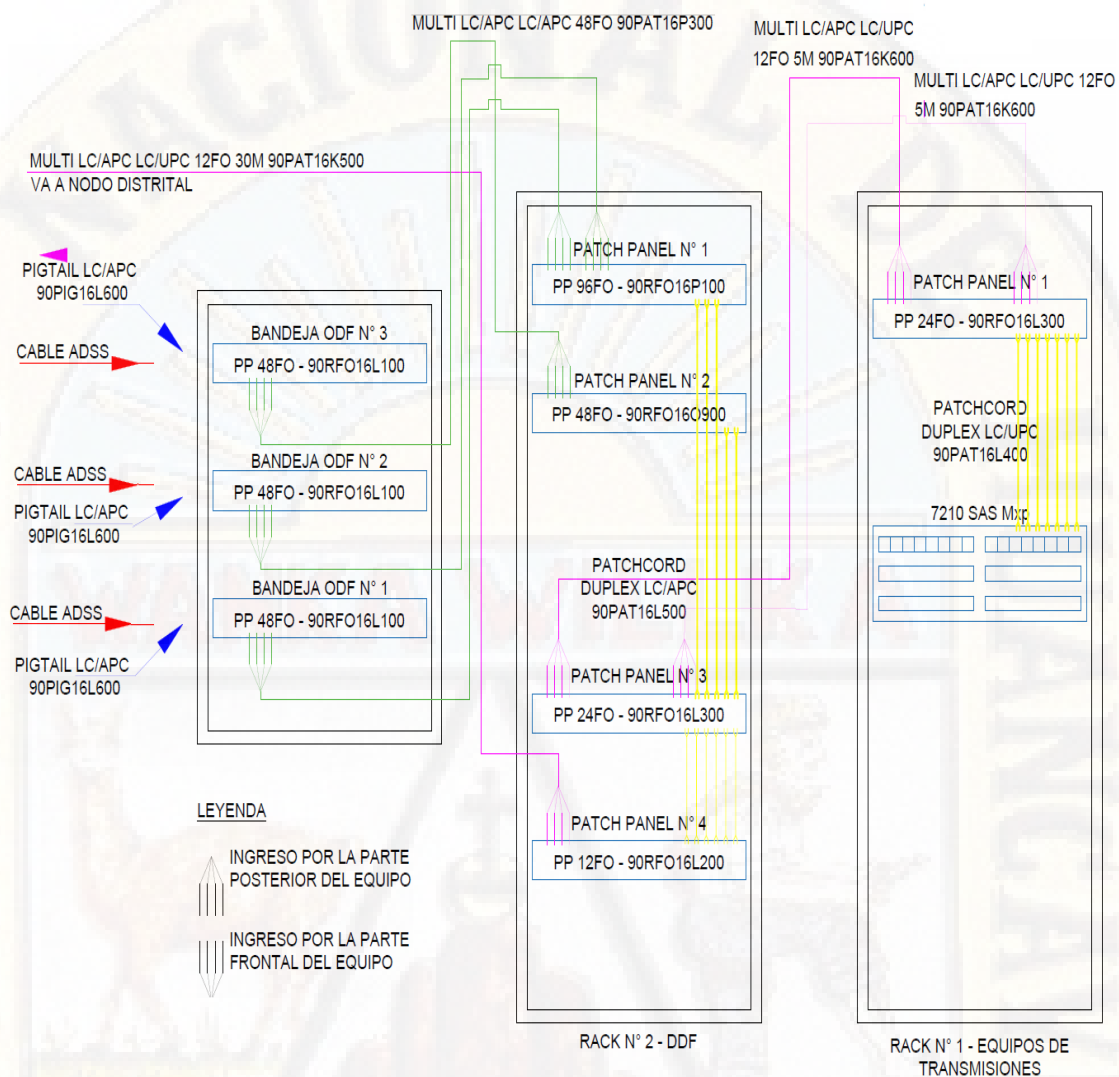 MULTI LC/APC LC/APC 48FO 90PAT16P300
MULTI LC/APC LC/UPC
12FO 5M 90PAT16K600
MULTI LC/APC LC/UPC 12FO
5M 90PAT16K600
MULTI LC/APC LC/UPC 12FO 30M 90PAT16K500
VA A NODO DISTRITAL
PIGTAIL LC/APC
90PIG16L600
CABLE ADSS
BANDEJA ODF N° 3
PP 48FO - 90RFO16L100
CABLE ADSS
PIGTAIL LC/APC
90PIG16L600
BANDEJA ODF N° 2
PP 48FO - 90RFO16L100
CABLE ADSS
PIGTAIL LC/APC
90PIG16L600
BANDEJA ODF N° 1
PP 48FO - 90RFO16L100
LEYENDA
INGRESO POR LA PARTE
POSTERIOR DEL EQUIPO
INGRESO POR LA PARTE
FRONTAL DEL EQUIPO
PATCH PANEL N° 1
PP 96FO - 90RFO16P100
PATCH PANEL N° 2
PP 48FO - 90RFO16O900
PATCHCORD
DUPLEX LC/APC
90PAT16L500
PATCH PANEL N° 3
PP 24FO - 90RFO16L300
PATCH PANEL N° 4
PP 12FO - 90RFO16L200
RACK N° 2 - DDF
PATCH PANEL N° 1
PP 24FO - 90RFO16L300
PATCHCORD
DUPLEX LC/UPC
90PAT16L400
7210 SAS Mxp
RACK N° 1 - EQUIPOS DE
TRANSMISIONES
NACIONAL DE
HUANCAVELICA